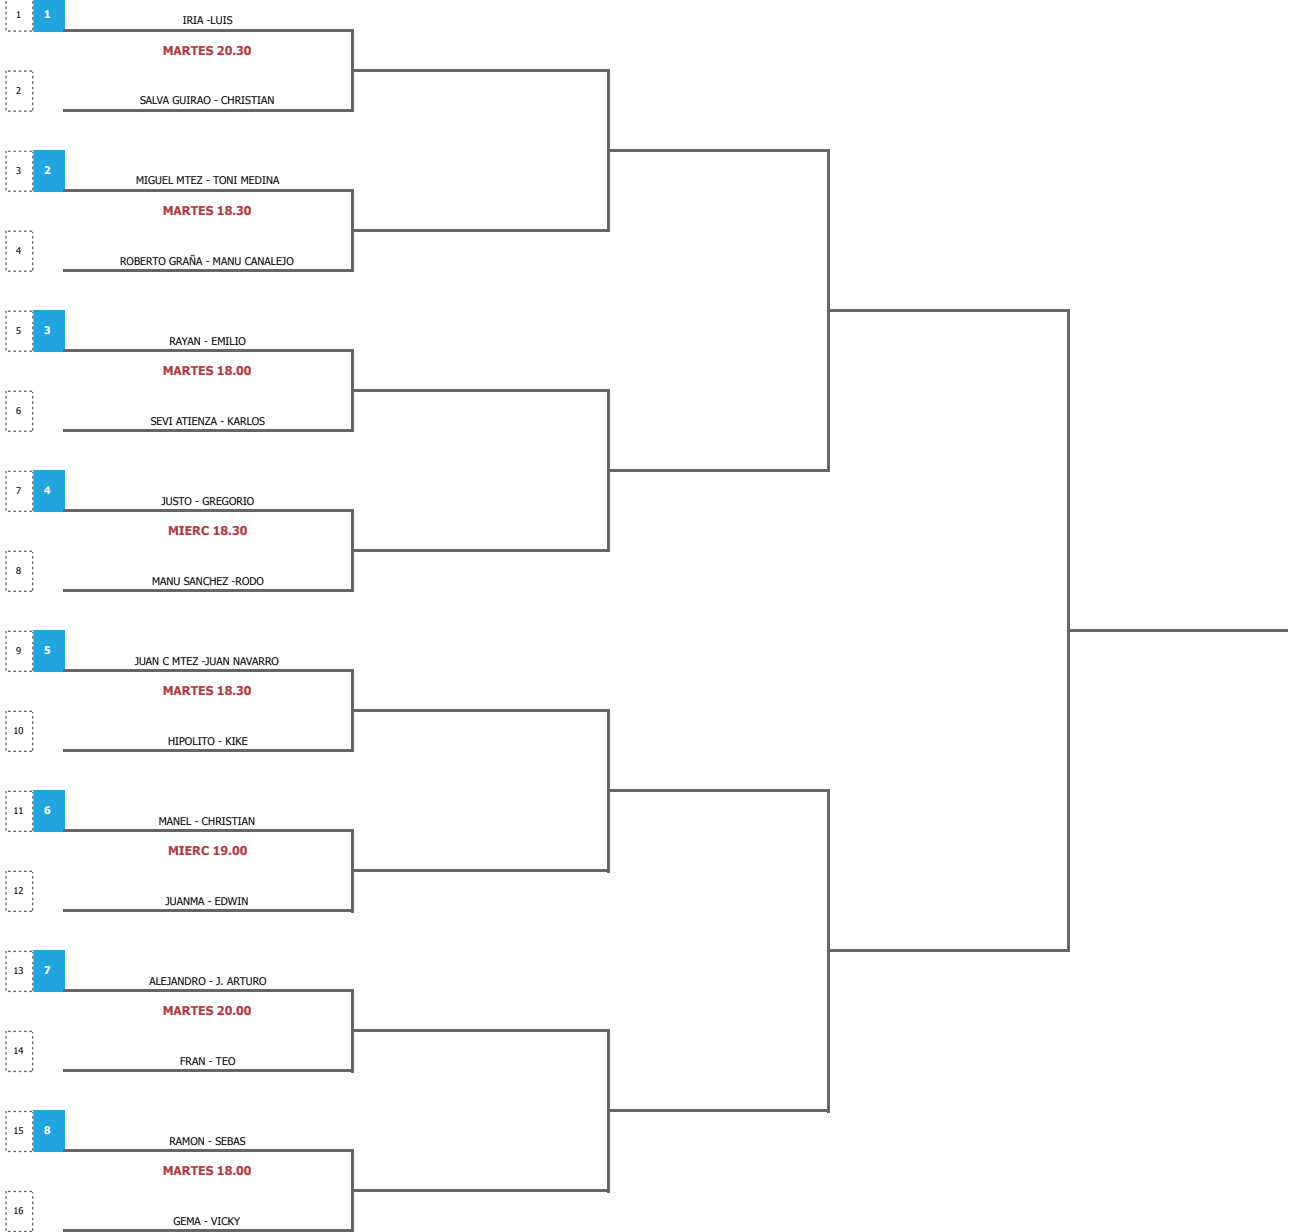 1 1 IRIA -LUIS
MARTES 20.30
2 SALVA GUIRAO - CHRISTIAN
3 2 MIGUEL MTEZ - TONI MEDINA
MARTES 18.30
4 ROBERTO GRAÑA - MANU CANALEJO
5 3 RAYAN - EMILIO
MARTES 18.00
6 SEVI ATIENZA - KARLOS
7 4 JUSTO - GREGORIO
MIERC 18.30
8 MANU SANCHEZ -RODO
9 5 JUAN C MTEZ -JUAN NAVARRO
MARTES 18.30
10 HIPOLITO - KIKE
11 6 MANEL - CHRISTIAN
MIERC 19.00
12 JUANMA - EDWIN
13 7 ALEJANDRO - J. ARTURO
MARTES 20.00
14 FRAN - TEO
15 8 RAMON - SEBAS
MARTES 18.00
16 GEMA - VICKY